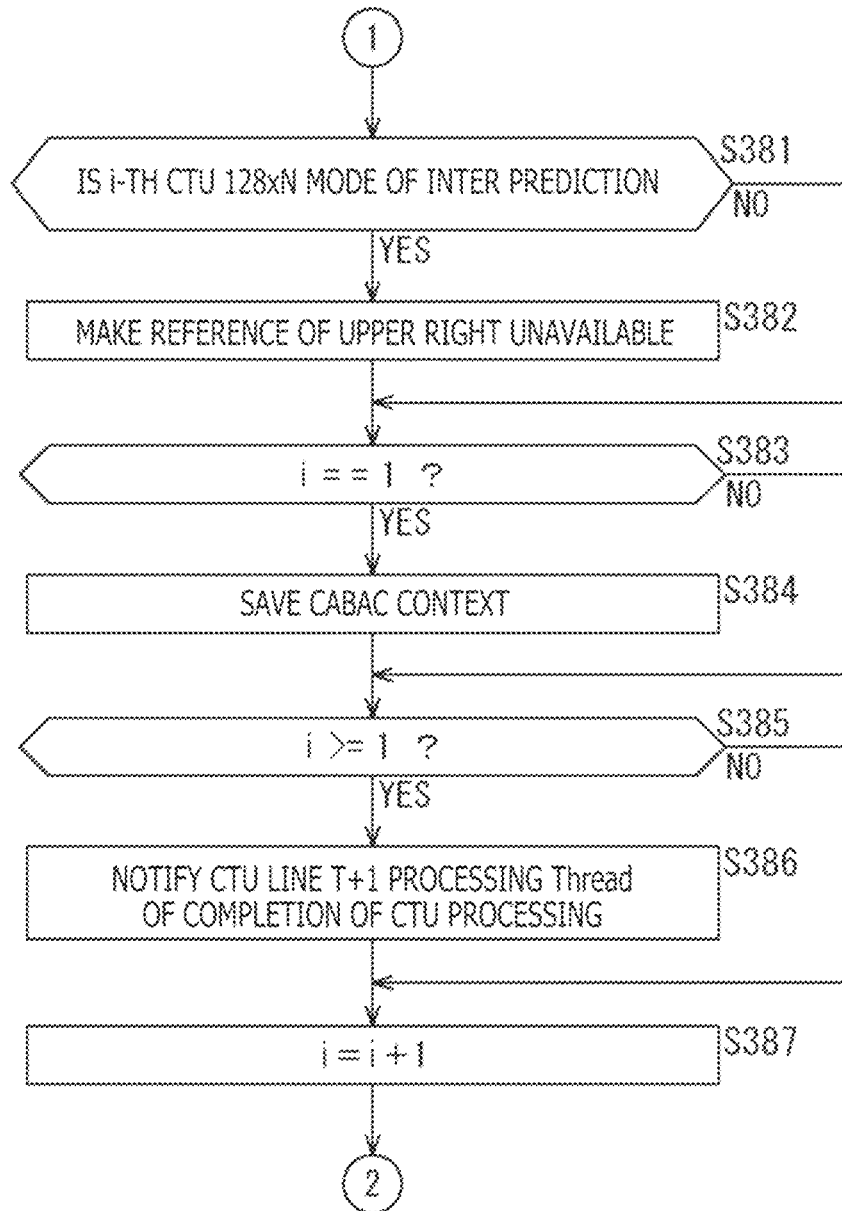 1
S381
IS i-TH CTU 128xN MODE OF INTER PREDICTION
NO
YES
MAKE REFERENCE OF UPPER RIGHT UNAVAILABLE
S382
S383
i == 1 ?
NO
YES
SAVE CABAC CONTEXT
S384
S385
i >= 1 ?
NO
YES
NOTIFY CTU LINE T+1 PROCESSING Thread
OF COMPLETION OF CTU PROCESSING
S386
i = i + 1
S387
2